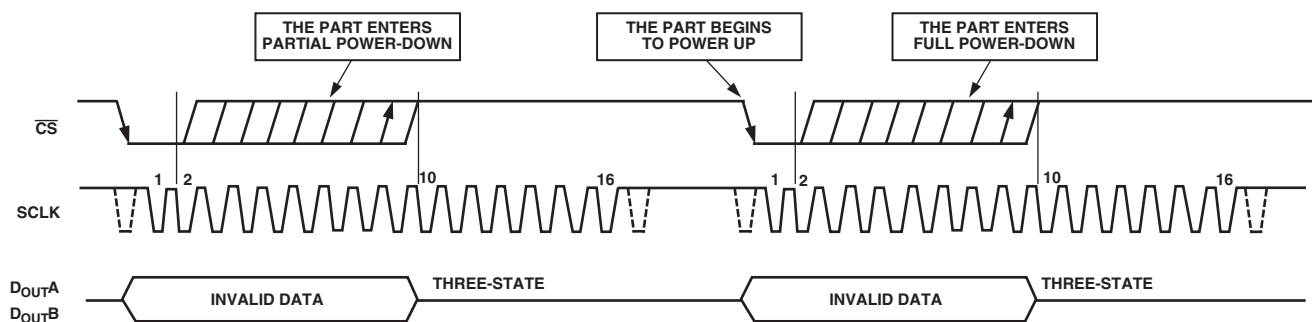 THE PART ENTERS
PARTIAL POWER-DOWN
THE PART BEGINS
TO POWER UP
THE PART ENTERS
FULL POWER-DOWN
CS
SCLK
1 2 10 16 1 2 10 16
DOUTA
DOUTB
INVALID DATA THREE-STATE INVALID DATA THREE-STATE